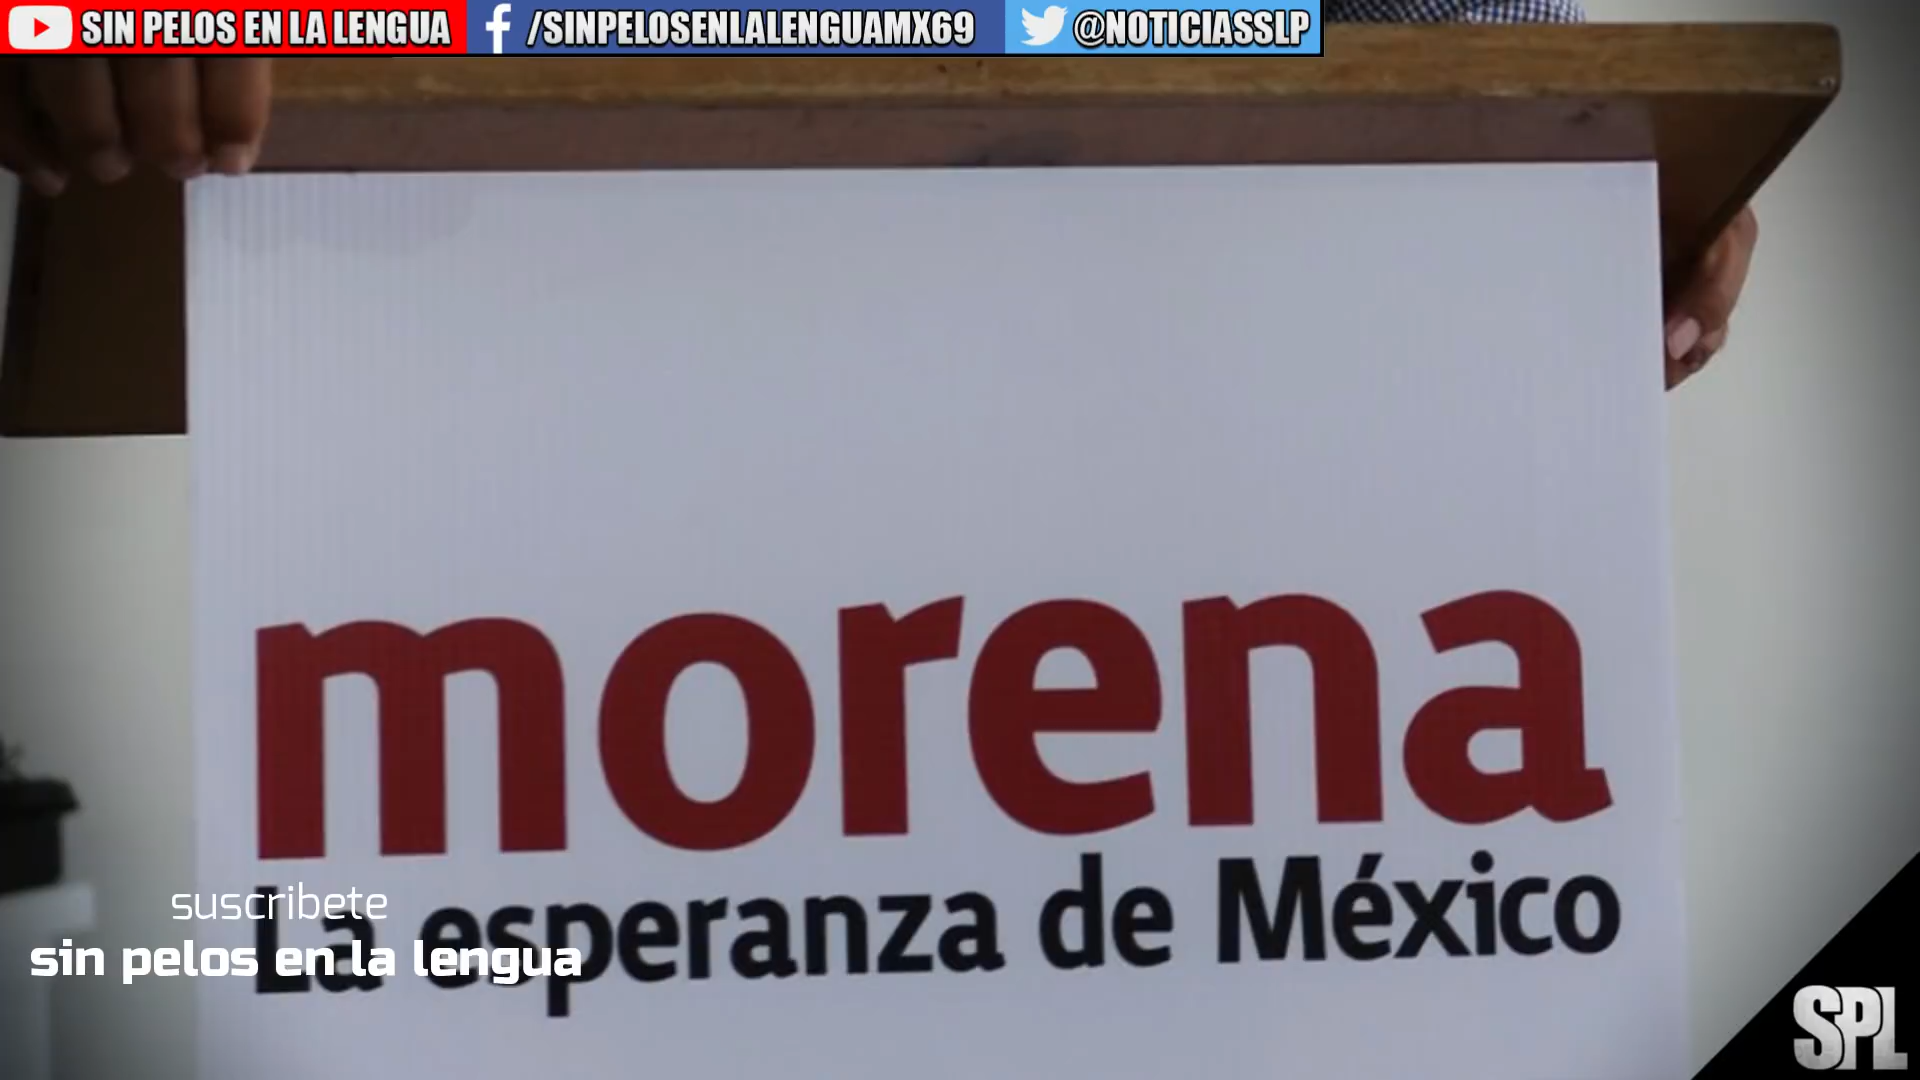 SIN PELOS EN LA LENGUA
/SINPELOSENLALENGUAMX69
@NOTICIASSLP
morena
La esperanza de México
suscribete
sin pelos en la lengua
SPL